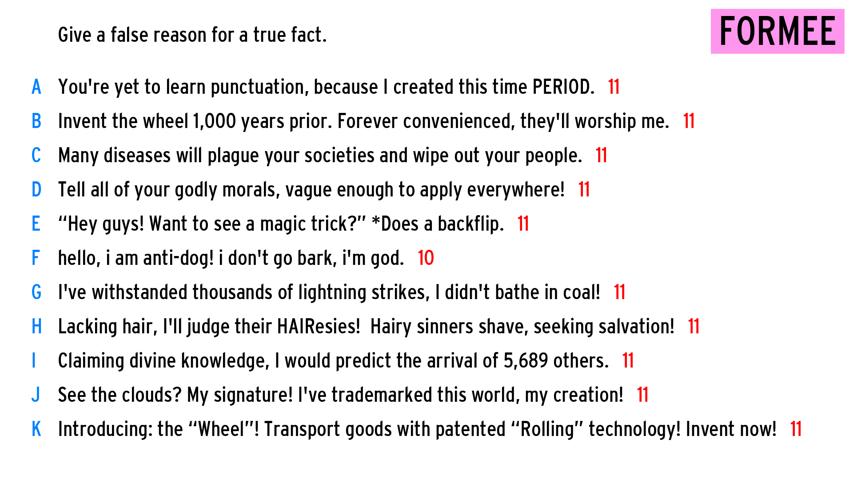 Give a false reason for a true fact.
FORMEE
A You're yet to learn punctuation, because I created this time PERIOD. 11
B Invent the wheel 1,000 years prior. Forever convenienced, they'll worship me. 11
C Many diseases will plague your societies and wipe out your people. 11
D Tell all of your godly morals, vague enough to apply everywhere! 11
E “Hey guys! Want to see a magic trick?” *Does a backflip. 11
F hello, i am anti-dog! i don't go bark, i'm god. 10
G I've withstanded thousands of lightning strikes, I didn't bathe in coal! 11
H Lacking hair, I'll judge their HAIResies!  Hairy sinners shave, seeking salvation! 11
I Claiming divine knowledge, I would predict the arrival of 5,689 others. 11
J See the clouds? My signature! I've trademarked this world, my creation! 11
K Introducing: the “Wheel”! Transport goods with patented “Rolling” technology! Invent now! 11